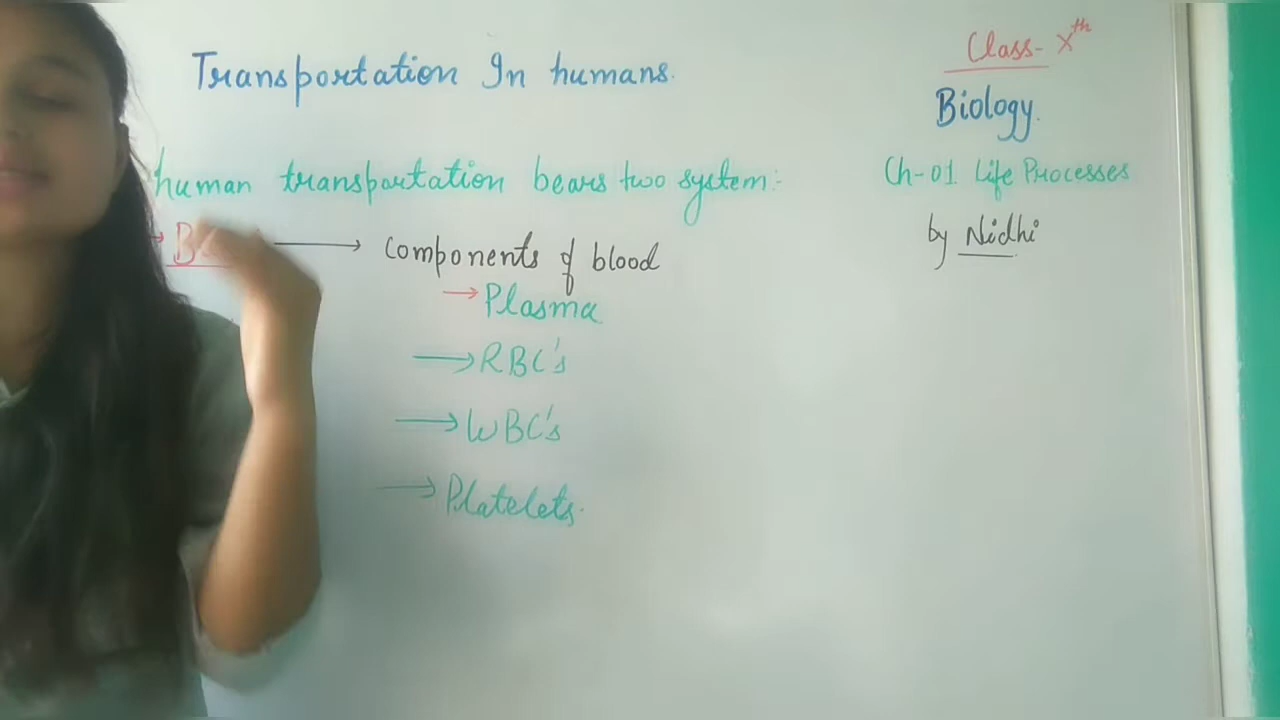 Transportation In humans.
Class- Xth
Biology.
human transportation bears two system:-
Ch-01 Life Processes
by Nidhi
→ → components of blood
→ Plasma
→ RBC's
→ WBC's
→ Platelets.